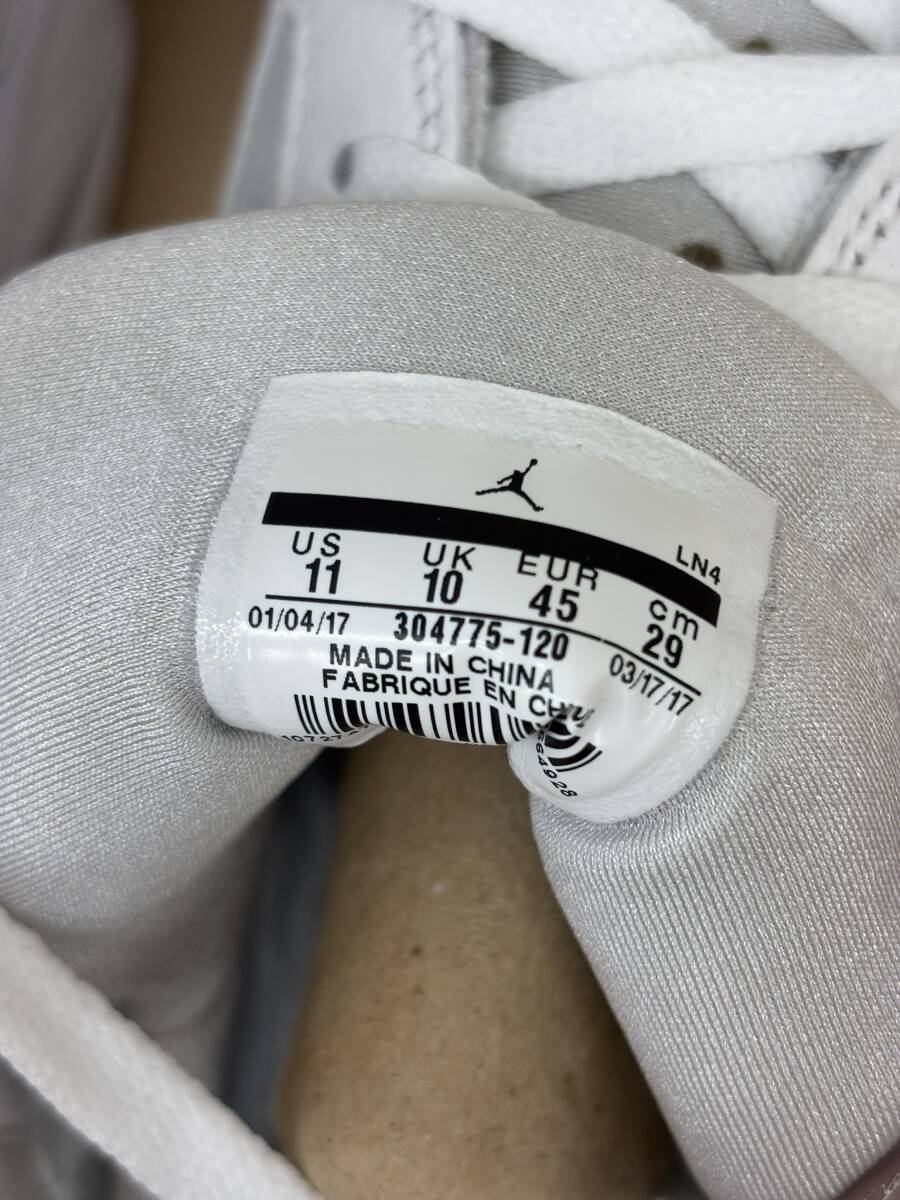 LN4
US UK EUR cm
11 10 45 29
01/04/17 304775-120 03/17/17
MADE IN CHINA
FABRIQUE EN